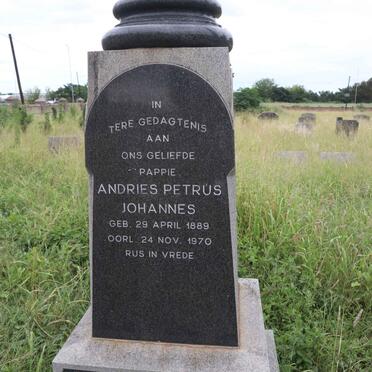 IN
TERE GEDAGTENIS
AAN
ONS GELIEFDE
PAPPIE
ANDRIES PETRUS
JOHANNES
GEB. 29 APRIL 1889
OORL. 24 NOV. 1970
RUS IN VREDE